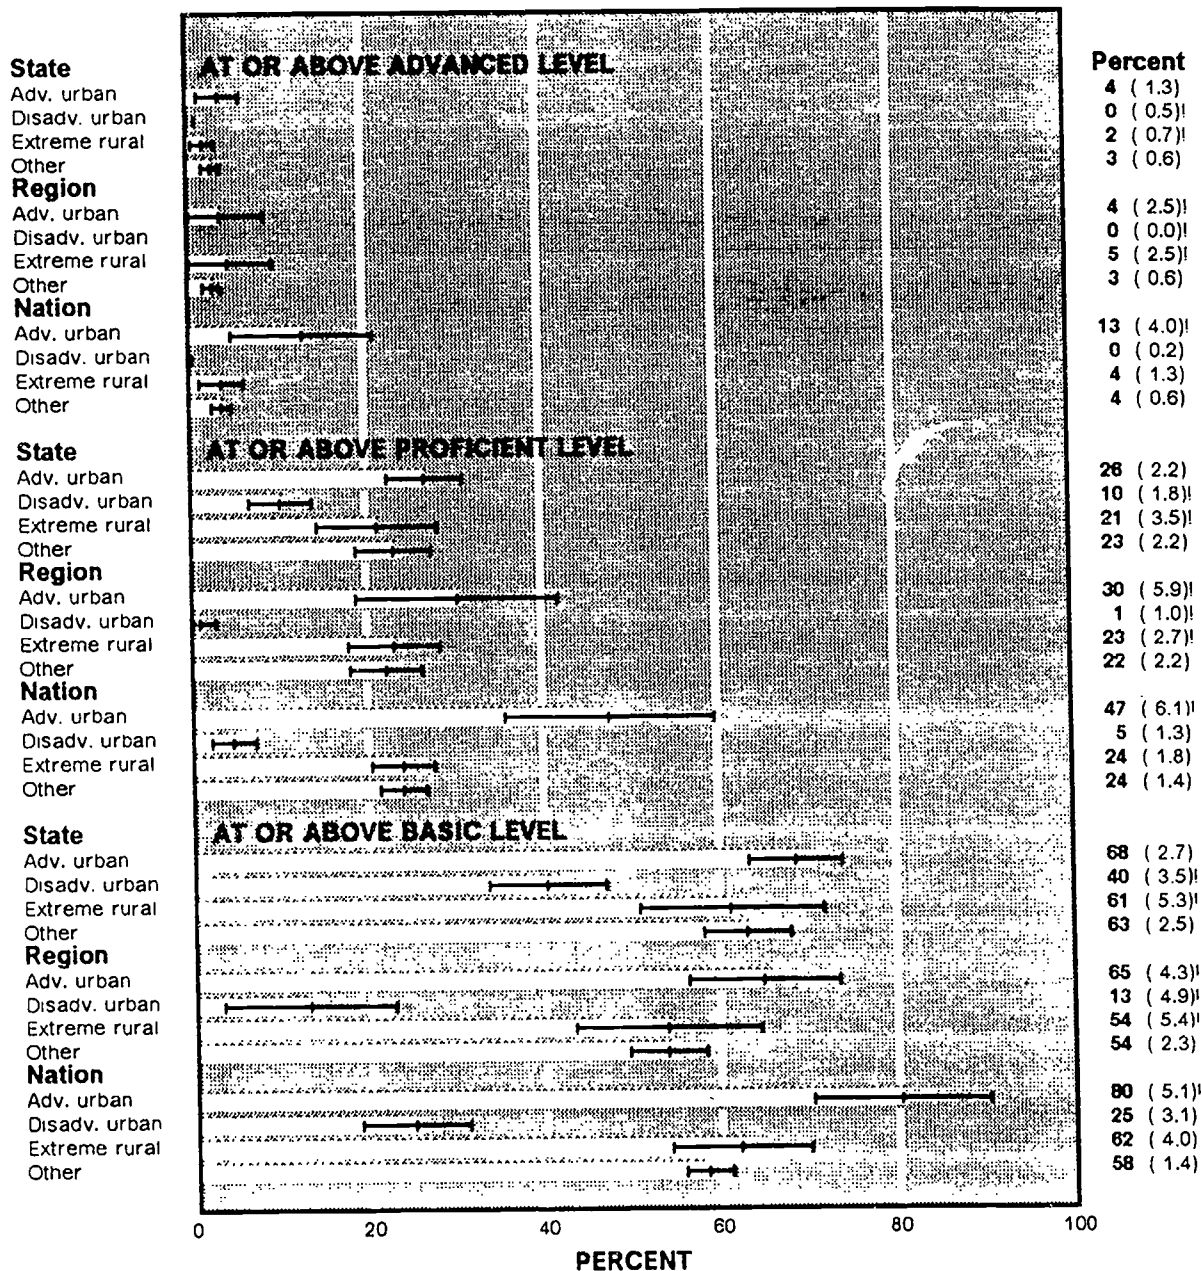 AT OR ABOVE ADVANCED LEVEL
State Percent
Adv. urban 4 ( 1.3)
Disadv. urban 0 ( 0.5)!
Extreme rural 2 ( 0.7)!
Other 3 ( 0.6)
Region
Adv. urban 4 ( 2.5)!
Disadv. urban 0 ( 0.0)!
Extreme rural 5 ( 2.5)!
Other 3 ( 0.6)
Nation
Adv. urban 13 ( 4.0)!
Disadv. urban 0 ( 0.2)
Extreme rural 4 ( 1.3)
Other 4 ( 0.6)
AT OR ABOVE PROFICIENT LEVEL
State
Adv. urban 26 ( 2.2)
Disadv. urban 10 ( 1.8)!
Extreme rural 21 ( 3.5)!
Other 23 ( 2.2)
Region
Adv. urban 30 ( 5.9)!
Disadv. urban 1 ( 1.0)!
Extreme rural 23 ( 2.7)!
Other 22 ( 2.2)
Nation
Adv. urban 47 ( 6.1)!
Disadv. urban 5 ( 1.3)
Extreme rural 24 ( 1.8)
Other 24 ( 1.4)
AT OR ABOVE BASIC LEVEL
State
Adv. urban 68 ( 2.7)
Disadv. urban 40 ( 3.5)!
Extreme rural 61 ( 5.3)!
Other 63 ( 2.5)
Region
Adv. urban 65 ( 4.3)!
Disadv. urban 13 ( 4.9)!
Extreme rural 54 ( 5.4)!
Other 54 ( 2.3)
Nation
Adv. urban 80 ( 5.1)!
Disadv. urban 25 ( 3.1)
Extreme rural 62 ( 4.0)
Other 58 ( 1.4)
0 20 40 60 80 100
PERCENT